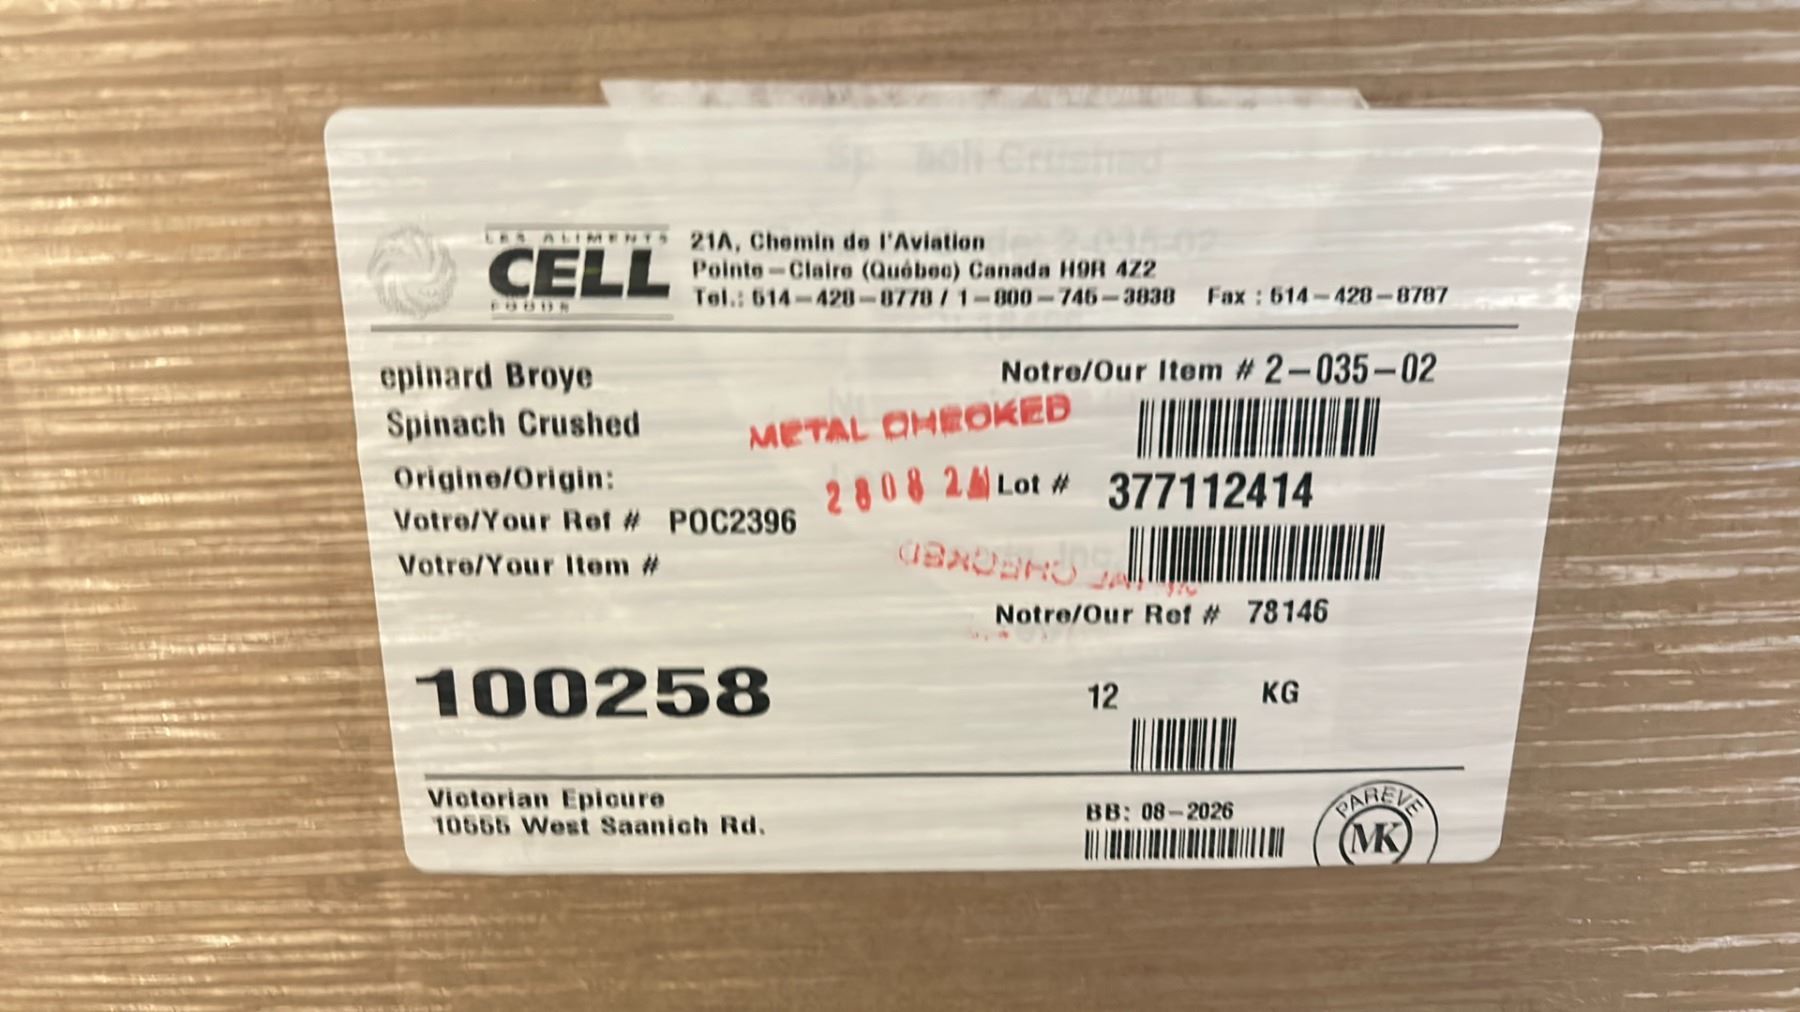 LES ALIMENTS
CELL
FOODS
21A, Chemin de l'Aviation
Pointe-Claire (Québec) Canada H9R 4Z2
Tel.: 514-428-8778 / 1-800-745-3838 Fax : 514-428-8787
epinard Broye
Spinach Crushed
Origine/Origin:
Votre/Your Ref # POC2396
Votre/Your Item #
Notre/Our Item # 2-035-02
METAL CHECKED
28082
Lot # 377112414
METAL CHECKED
Notre/Our Ref # 78146
100258
12 KG
Victorian Epicure
10555 West Saanich Rd.
BB: 08-2026
PAREVE
MK